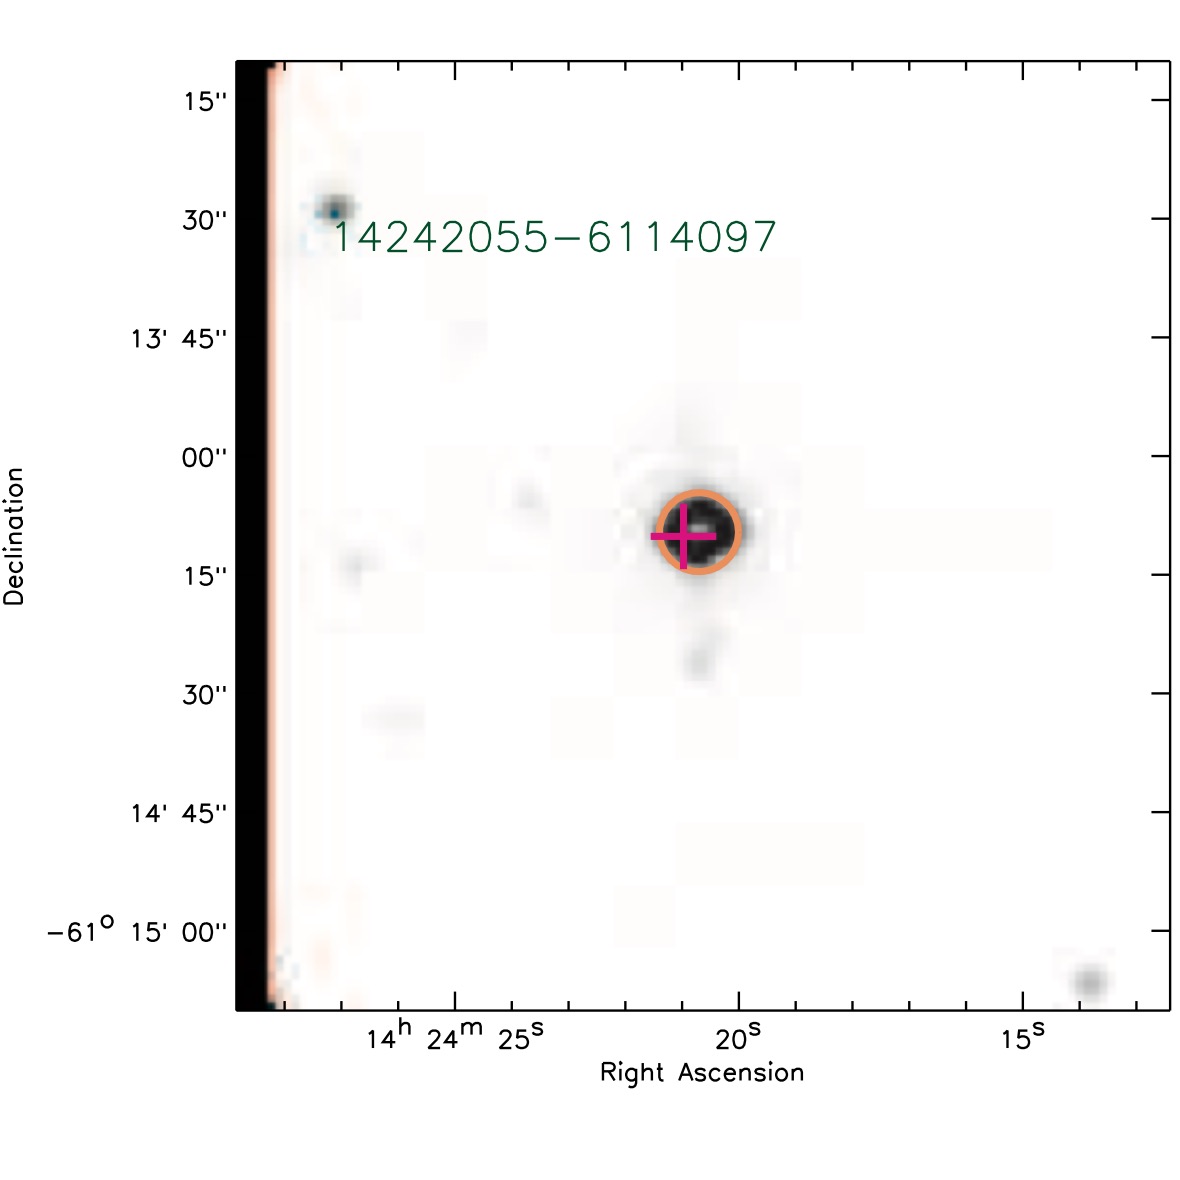 15''
30''
14242055-6114097
13' 45''
00''
15''
30''
14' 45''
-61° 15' 00''
14h 24m 25s
20s
15s
Right Ascension
Declination